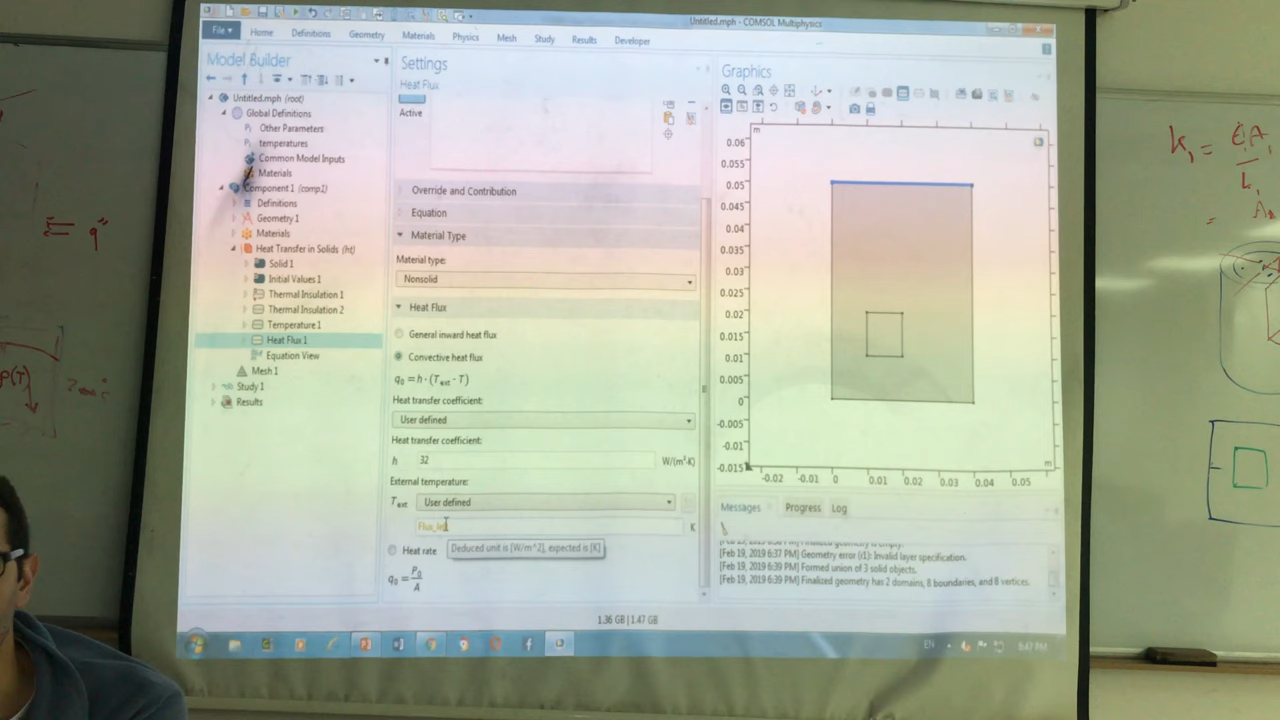 Untitled.mph - COMSOL Multiphysics
File
Home
Definitions
Geometry
Materials
Physics
Mesh
Study
Results
Developer
Model Builder
Untitled.mph (root)
Global Definitions
Other Parameters
temperatures
Common Model Inputs
Materials
Component 1 (comp1)
Definitions
Geometry 1
Materials
Heat Transfer in Solids (ht)
Solid 1
Initial Values 1
Thermal Insulation 1
Thermal Insulation 2
Temperature 1
Heat Flux 1
Equation View
Mesh 1
Study 1
Results
Settings
Heat Flux
Active
Override and Contribution
Equation
Material Type
Material type:
Nonsolid
Heat Flux
General inward heat flux
Convective heat flux
q₀ = h · (Tₑₓₜ - T)
Heat transfer coefficient:
User defined
Heat transfer coefficient:
h 32 W/(m²·K)
External temperature:
Tₑₓₜ User defined
K
Deduced unit is [W/m^2], expected is [K]
Heat rate
q₀ = P₀
A
Graphics
m
0.06
0.055
0.05
0.045
0.04
0.035
0.03
0.025
0.02
0.015
0.01
0.005
0
-0.005
-0.01
-0.015
m
-0.02 -0.01 0 0.01 0.02 0.03 0.04 0.05
Messages
Progress
Log
[Feb 19, 2019 6:37 PM] Geometry error (r1): Invalid layer specification.
[Feb 19, 2019 6:39 PM] Formed union of 3 solid objects.
[Feb 19, 2019 6:39 PM] Finalized geometry has 2 domains, 8 boundaries, and 8 vertices.
1.36 GB | 1.47 GB
EN
6:47 PM
q"